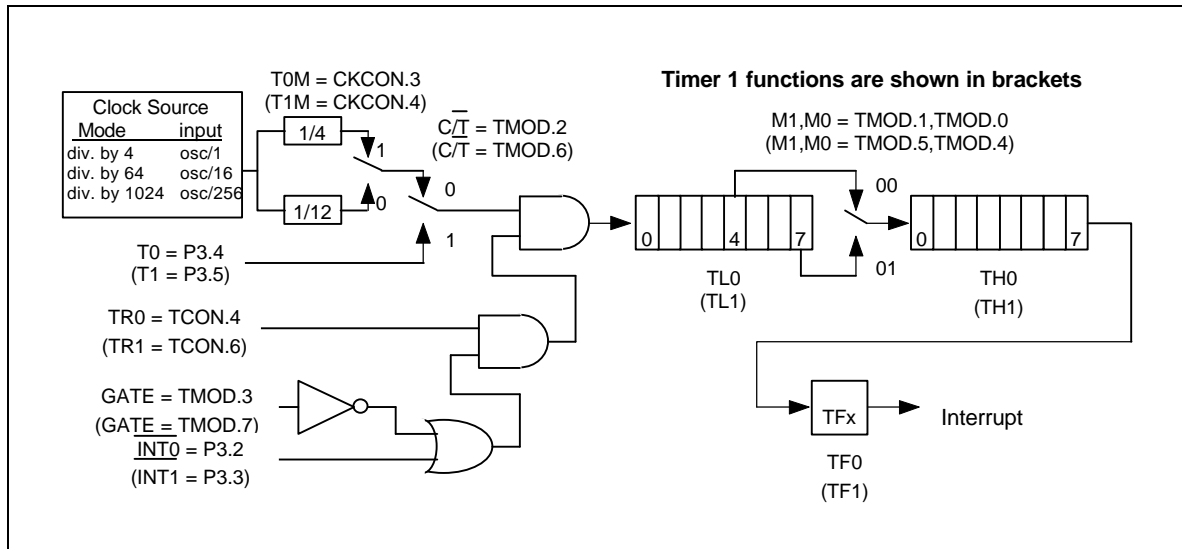 Timer 1 functions are shown in brackets
T0M = CKCON.3
(T1M = CKCON.4)
Clock Source
Mode input
div. by 4 osc/1
div. by 64 osc/16
div. by 1024 osc/256
1/4
1/12
1
0
C/T = TMOD.2
(C/T = TMOD.6)
0
1
T0 = P3.4
(T1 = P3.5)
TR0 = TCON.4
(TR1 = TCON.6)
GATE = TMOD.3
(GATE = TMOD.7)
INT0 = P3.2
(INT1 = P3.3)
M1,M0 = TMOD.1,TMOD.0
(M1,M0 = TMOD.5,TMOD.4)
0 4 7
TL0
(TL1)
00
01
0 7
TH0
(TH1)
TFx
Interrupt
TF0
(TF1)